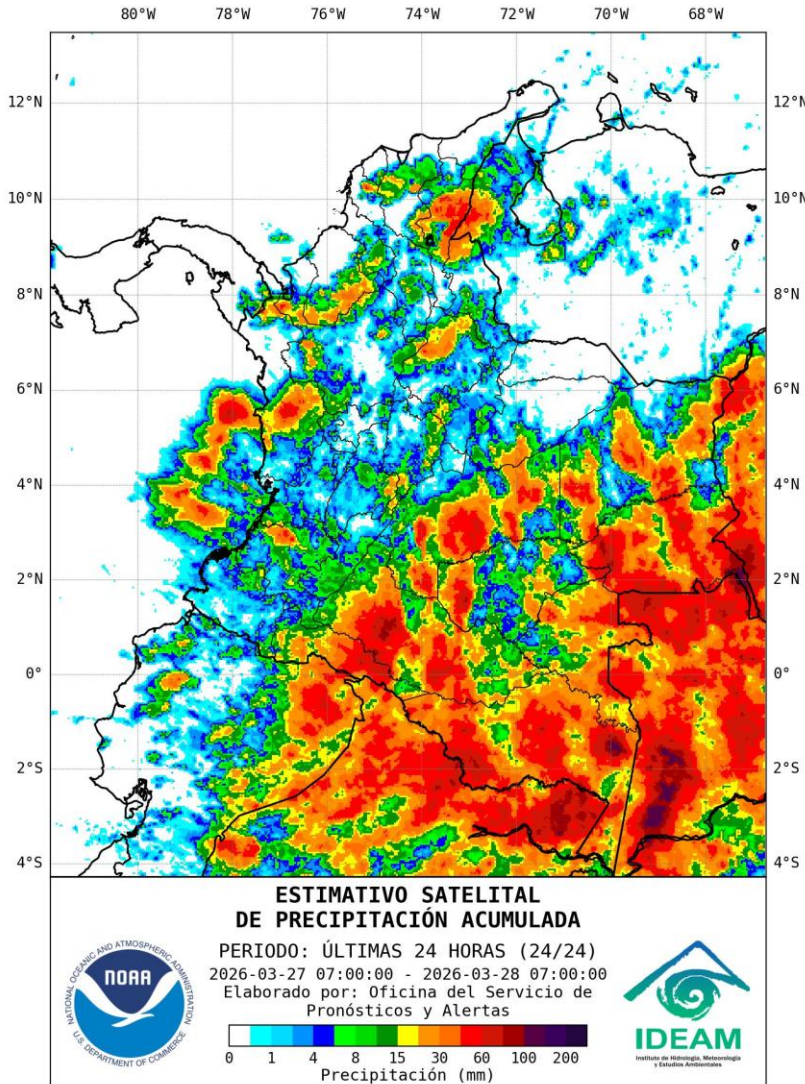 80°W 78°W 76°W 74°W 72°W 70°W 68°W
12°N 12°N
10°N 10°N
8°N 8°N
6°N 6°N
4°N 4°N
2°N 2°N
0° 0°
2°S 2°S
4°S 4°S
ESTIMATIVO SATELITAL
DE PRECIPITACIÓN ACUMULADA
PERIODO: ÚLTIMAS 24 HORAS (24/24)
2026-03-27 07:00:00 - 2026-03-28 07:00:00
Elaborado por: Oficina del Servicio de
Pronósticos y Alertas
0 1 4 8 15 30 60 100 200
Precipitación (mm)
NATIONAL OCEANIC AND ATMOSPHERIC ADMINISTRATION
NOAA
U.S. DEPARTMENT OF COMMERCE
IDEAM
Instituto de Hidrología, Meteorología
y Estudios Ambientales